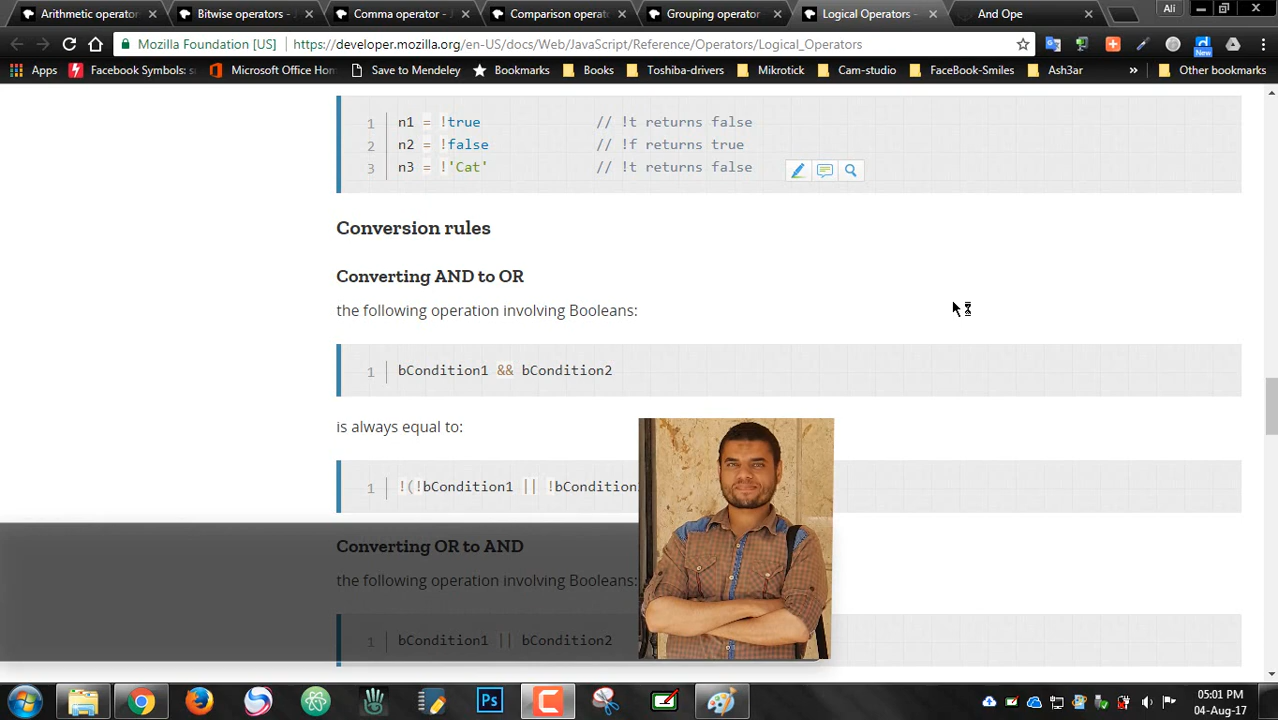 Arithmetic operator
Bitwise operators -
Comma operator -
Comparison operat
Grouping operator
Logical Operators -
And Ope
Ali
Mozilla Foundation [US]
https://developer.mozilla.org/en-US/docs/Web/JavaScript/Reference/Operators/Logical_Operators
New
Apps
Facebook Symbols: s
Microsoft Office Hom
Save to Mendeley
Bookmarks
Books
Toshiba-drivers
Mikrotick
Cam-studio
FaceBook-Smiles
Ash3ar
»
Other bookmarks
1 n1 = !true // !t returns false
2 n2 = !false // !f returns true
3 n3 = !'Cat' // !t returns false
Conversion rules
Converting AND to OR
the following operation involving Booleans:
1 bCondition1 && bCondition2
is always equal to:
1 !(!bCondition1 || !bCondition
Converting OR to AND
the following operation involving Booleans:
1 bCondition1 || bCondition2
Ps
05:01 PM
04-Aug-17